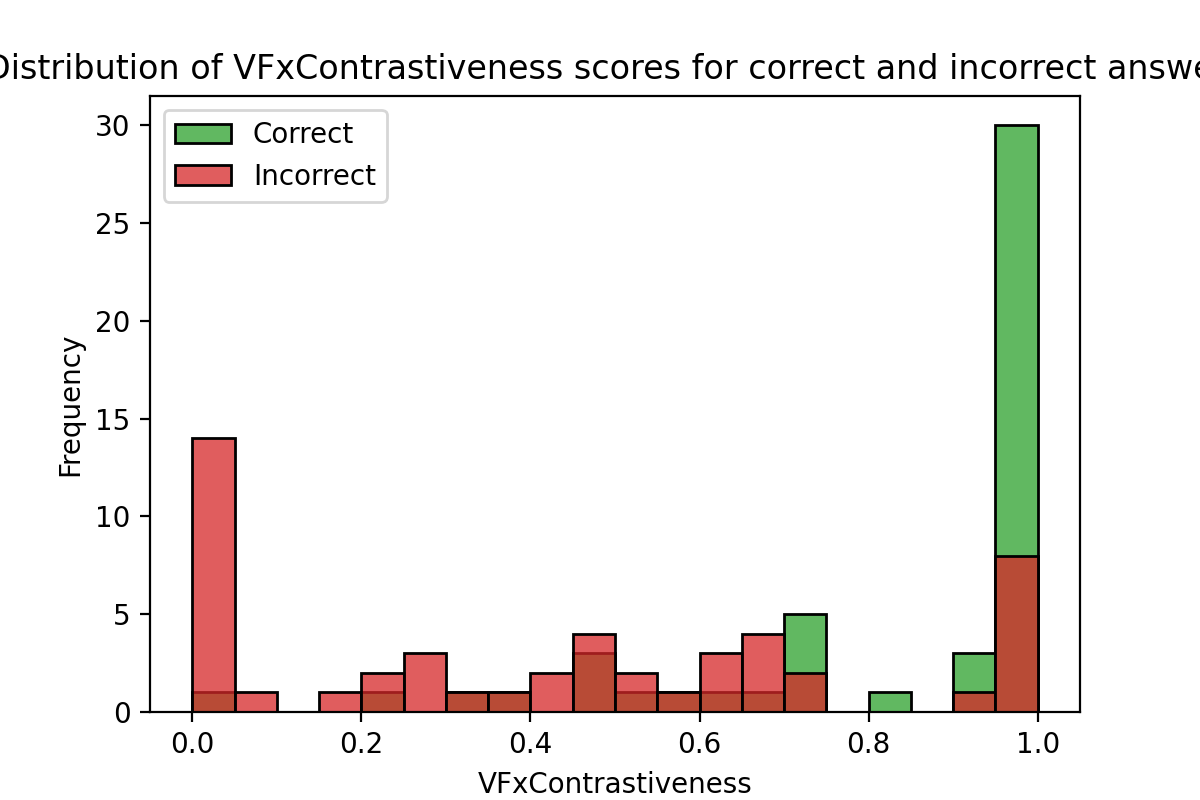 Distribution of VFxContrastiveness scores for correct and incorrect answe
Correct
Incorrect
30
25
20
15
10
5
0
Frequency
0.0 0.2 0.4 0.6 0.8 1.0
VFxContrastiveness